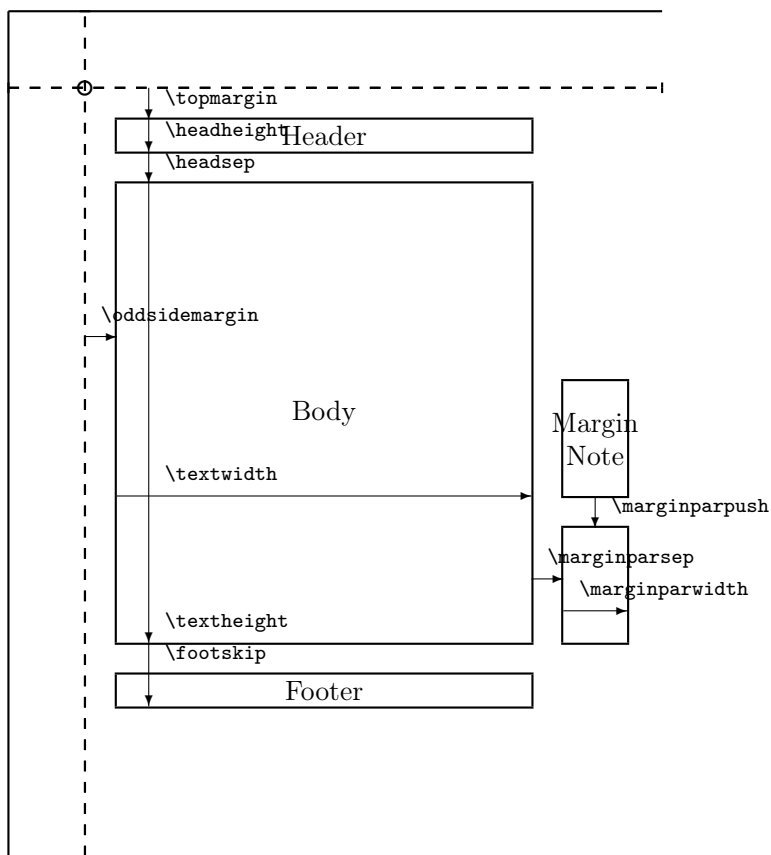 \topmargin
\headheight
Header
\headsep
\oddsidemargin
Body
Margin
Note
\textwidth
\marginparpush
\marginparsep
\marginparwidth
\textheight
\footskip
Footer